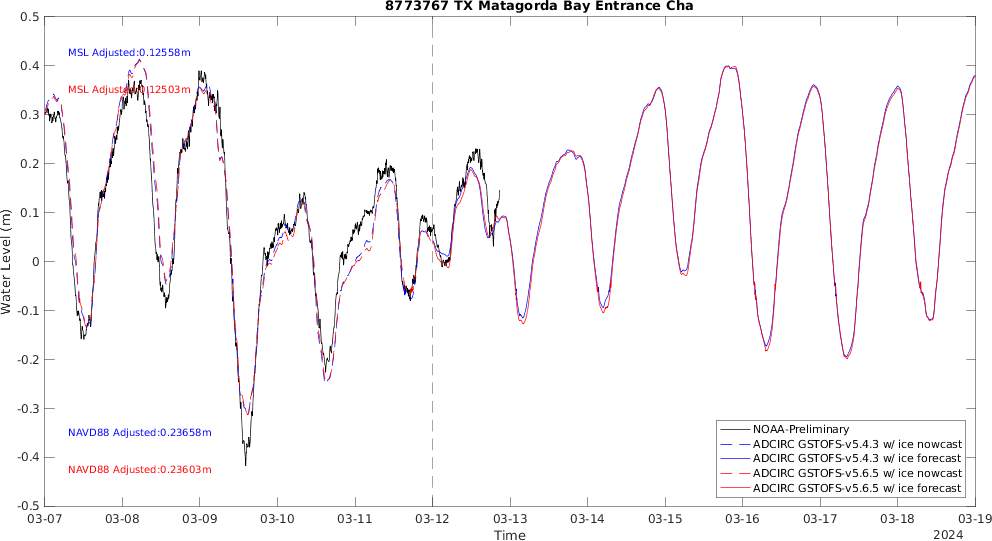 8773767 TX Matagorda Bay Entrance Cha
0.5
0.4
0.3
0.2
0.1
0
-0.1
-0.2
-0.3
-0.4
-0.5
Water Level (m)
MSL Adjusted:0.12558m
MSL Adjusted:0.12503m
NAVD88 Adjusted:0.23658m
NAVD88 Adjusted:0.23603m
NOAA-Preliminary
ADCIRC GSTOFS-v5.4.3 w/ ice nowcast
ADCIRC GSTOFS-v5.4.3 w/ ice forecast
ADCIRC GSTOFS-v5.6.5 w/ ice nowcast
ADCIRC GSTOFS-v5.6.5 w/ ice forecast
03-07 03-08 03-09 03-10 03-11 03-12 03-13 03-14 03-15 03-16 03-17 03-18 03-19
Time
2024